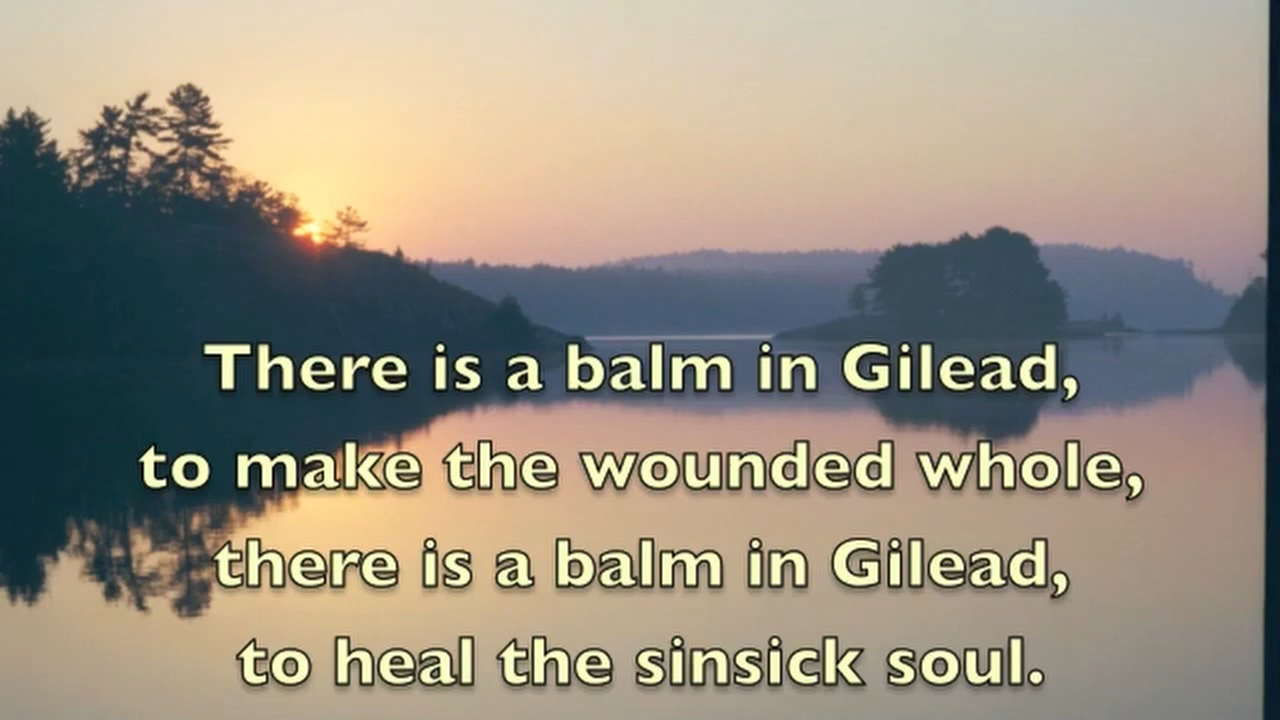 There is a balm in Gilead,
to make the wounded whole,
there is a balm in Gilead,
to heal the sinsick soul.